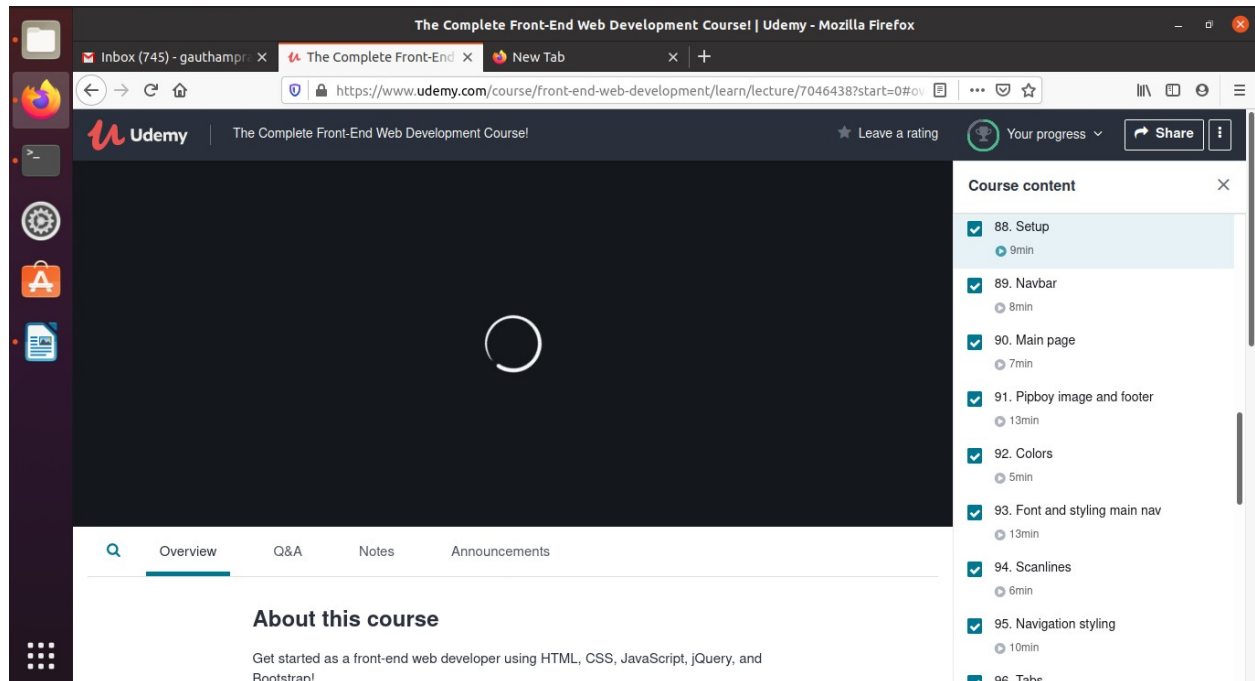 The Complete Front-End Web Development Course! | Udemy - Mozilla Firefox
Inbox (745) - gauthampra
The Complete Front-End
New Tab
https://www.udemy.com/course/front-end-web-development/learn/lecture/7046438?start=0#ov
Udemy
The Complete Front-End Web Development Course!
Leave a rating
Your progress
Share
Course content
88. Setup
9min
89. Navbar
8min
90. Main page
7min
91. Pipboy image and footer
13min
92. Colors
5min
93. Font and styling main nav
13min
94. Scanlines
6min
95. Navigation styling
10min
96. Tabs
Overview
Q&A
Notes
Announcements
About this course
Get started as a front-end web developer using HTML, CSS, JavaScript, jQuery, and
Bootstrap!